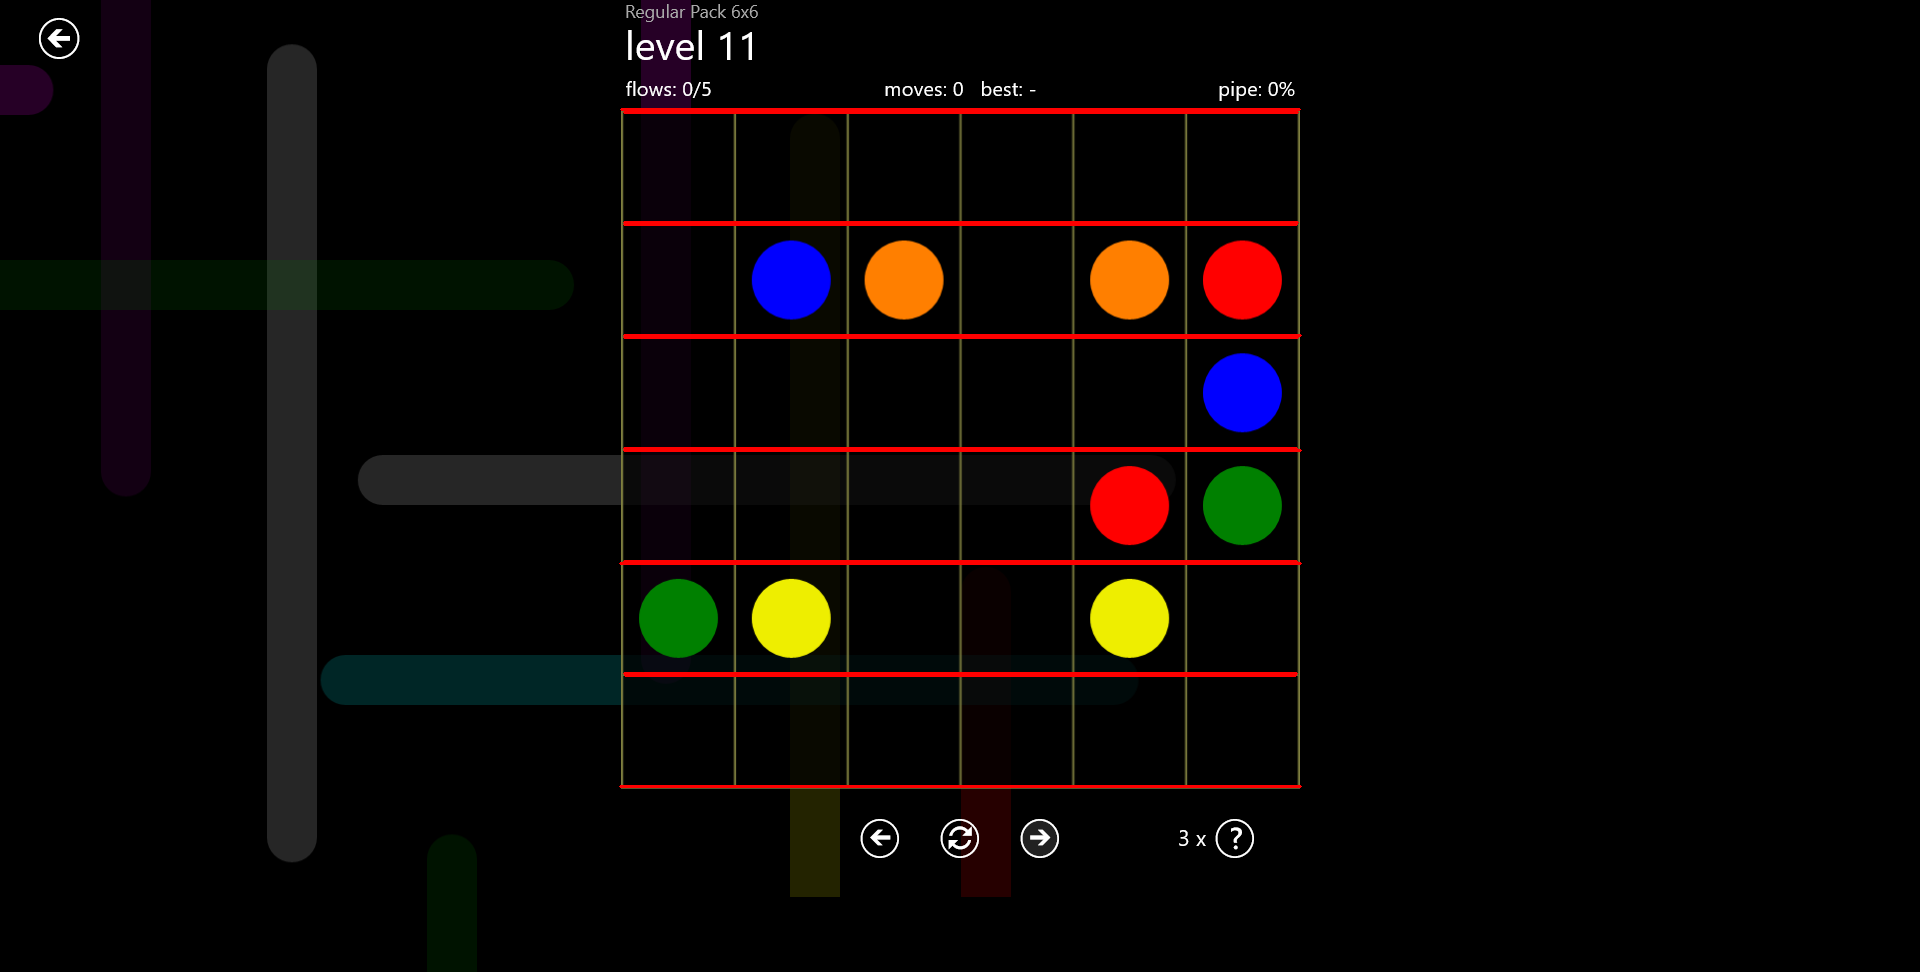 Regular Pack 6x6
level 11
flows: 0/5 moves: 0 best: - pipe: 0%
3 x ?